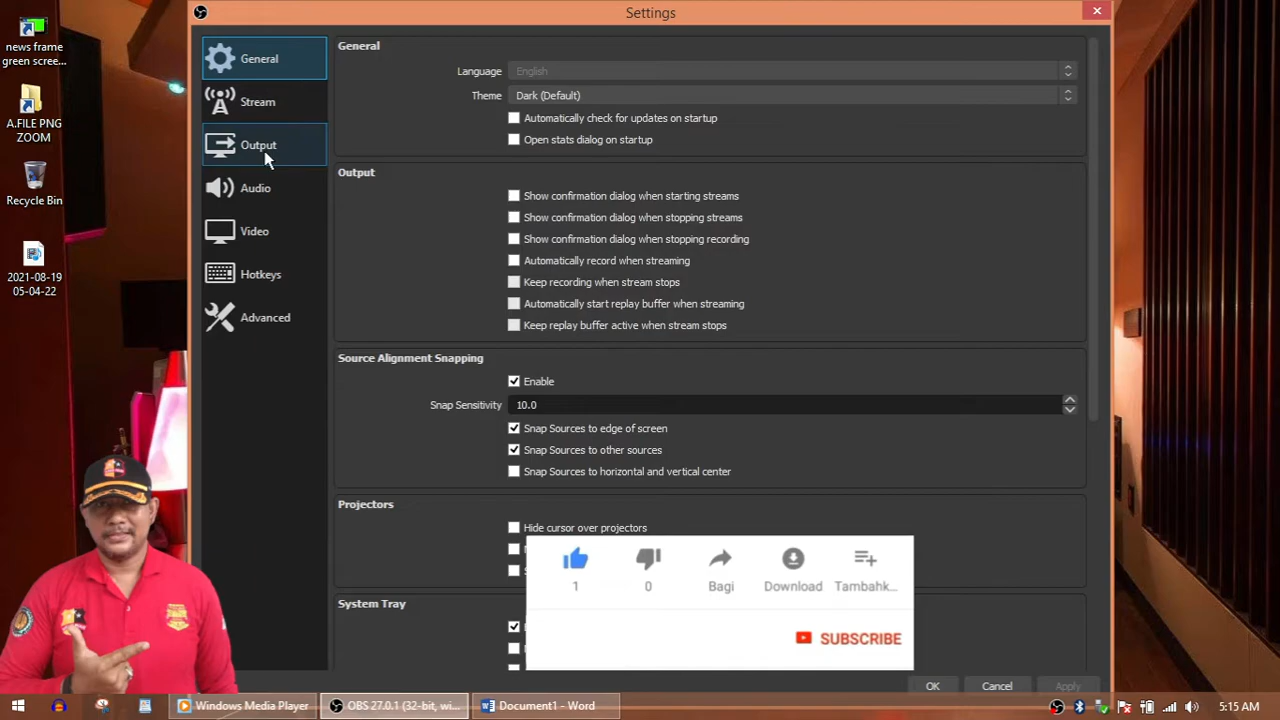 Settings
news frame
green scree...
A.FILE PNG
ZOOM
Recycle Bin
2021-08-19
05-04-22
General
Stream
Output
Audio
Video
Hotkeys
Advanced
General
Language
English
Theme
Dark (Default)
Automatically check for updates on startup
Open stats dialog on startup
Output
Show confirmation dialog when starting streams
Show confirmation dialog when stopping streams
Show confirmation dialog when stopping recording
Automatically record when streaming
Keep recording when stream stops
Automatically start replay buffer when streaming
Keep replay buffer active when stream stops
Source Alignment Snapping
Enable
Snap Sensitivity
10.0
Snap Sources to edge of screen
Snap Sources to other sources
Snap Sources to horizontal and vertical center
Projectors
Hide cursor over projectors
System Tray
1
0
Bagi
Download
Tambahk...
SUBSCRIBE
OK
Cancel
Apply
Windows Media Player
OBS 27.0.1 (32-bit, wi...
Document1 - Word
5:15 AM